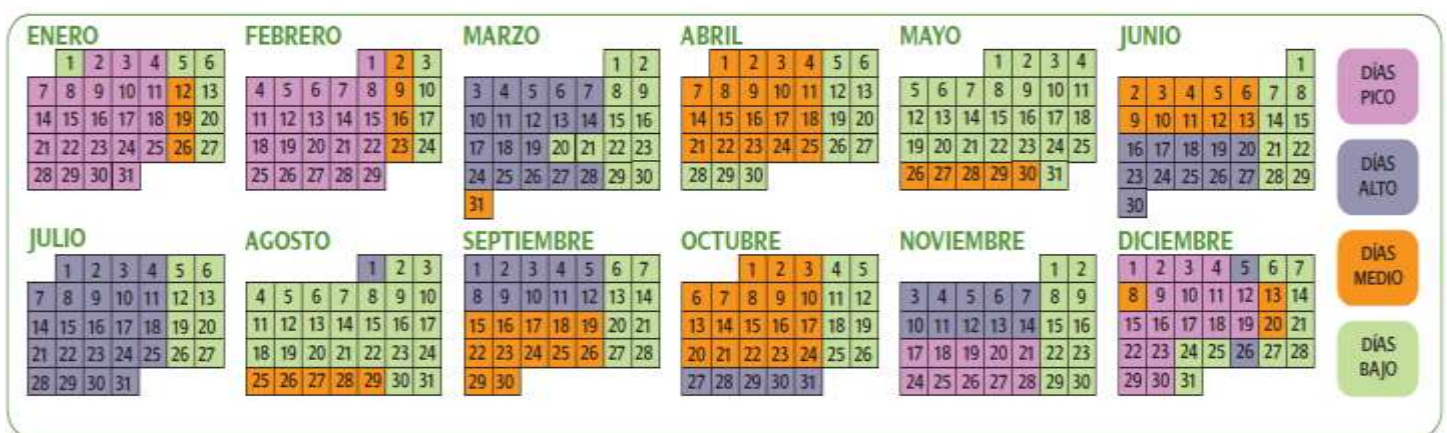 ENERO
1 2 3 4 5 6
7 8 9 10 11 12 13
14 15 16 17 18 19 20
21 22 23 24 25 26 27
28 29 30 31
FEBRERO
1 2 3
4 5 6 7 8 9 10
11 12 13 14 15 16 17
18 19 20 21 22 23 24
25 26 27 28 29
MARZO
1 2
3 4 5 6 7 8 9
10 11 12 13 14 15 16
17 18 19 20 21 22 23
24 25 26 27 28 29 30
31
ABRIL
1 2 3 4 5 6
7 8 9 10 11 12 13
14 15 16 17 18 19 20
21 22 23 24 25 26 27
28 29 30
MAYO
1 2 3 4
5 6 7 8 9 10 11
12 13 14 15 16 17 18
19 20 21 22 23 24 25
26 27 28 29 30 31
JUNIO
1
2 3 4 5 6 7 8
9 10 11 12 13 14 15
16 17 18 19 20 21 22
23 24 25 26 27 28 29
30
JULIO
1 2 3 4 5 6
7 8 9 10 11 12 13
14 15 16 17 18 19 20
21 22 23 24 25 26 27
28 29 30 31
AGOSTO
1 2 3
4 5 6 7 8 9 10
11 12 13 14 15 16 17
18 19 20 21 22 23 24
25 26 27 28 29 30 31
SEPTIEMBRE
1 2 3 4 5 6 7
8 9 10 11 12 13 14
15 16 17 18 19 20 21
22 23 24 25 26 27 28
29 30
OCTUBRE
1 2 3 4 5
6 7 8 9 10 11 12
13 14 15 16 17 18 19
20 21 22 23 24 25 26
27 28 29 30 31
NOVIEMBRE
1 2
3 4 5 6 7 8 9
10 11 12 13 14 15 16
17 18 19 20 21 22 23
24 25 26 27 28 29 30
DICIEMBRE
1 2 3 4 5 6 7
8 9 10 11 12 13 14
15 16 17 18 19 20 21
22 23 24 25 26 27 28
29 30 31
DÍAS
PICO
DÍAS
ALTO
DÍAS
MEDIO
DÍAS
BAJO